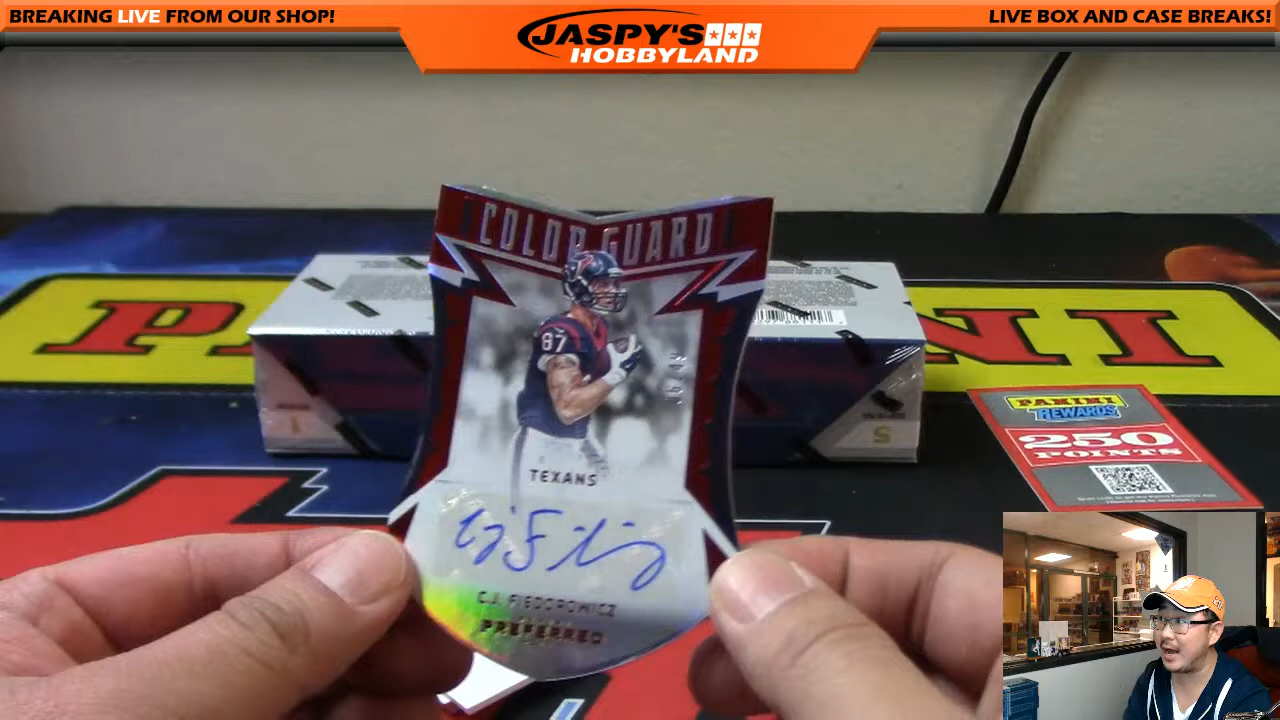 BREAKING LIVE FROM OUR SHOP!
JASPY'S
HOBBYLAND
LIVE BOX AND CASE BREAKS!
COLOR GUARD
87
TEXANS
C.J. FIEDOROWICZ
PREFERRED
PANINI
REWARDS
250
POINTS